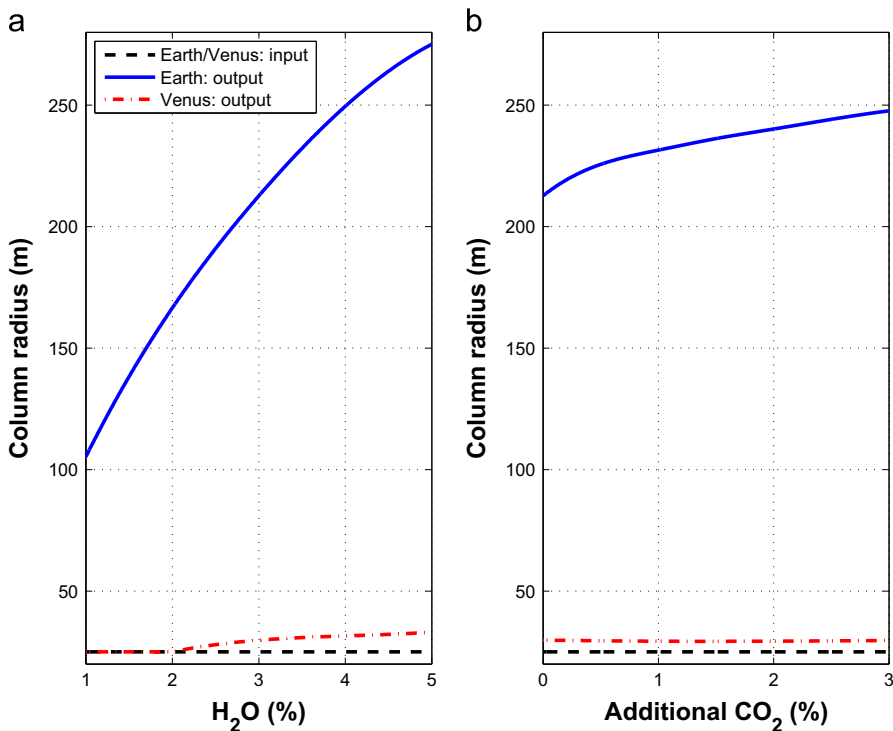 a
Earth/Venus: input
Earth: output
Venus: output
Column radius (m)
250
200
150
100
50
1
2
3
4
5
H₂O (%)
b
Column radius (m)
250
200
150
100
50
0
1
2
3
Additional CO₂ (%)